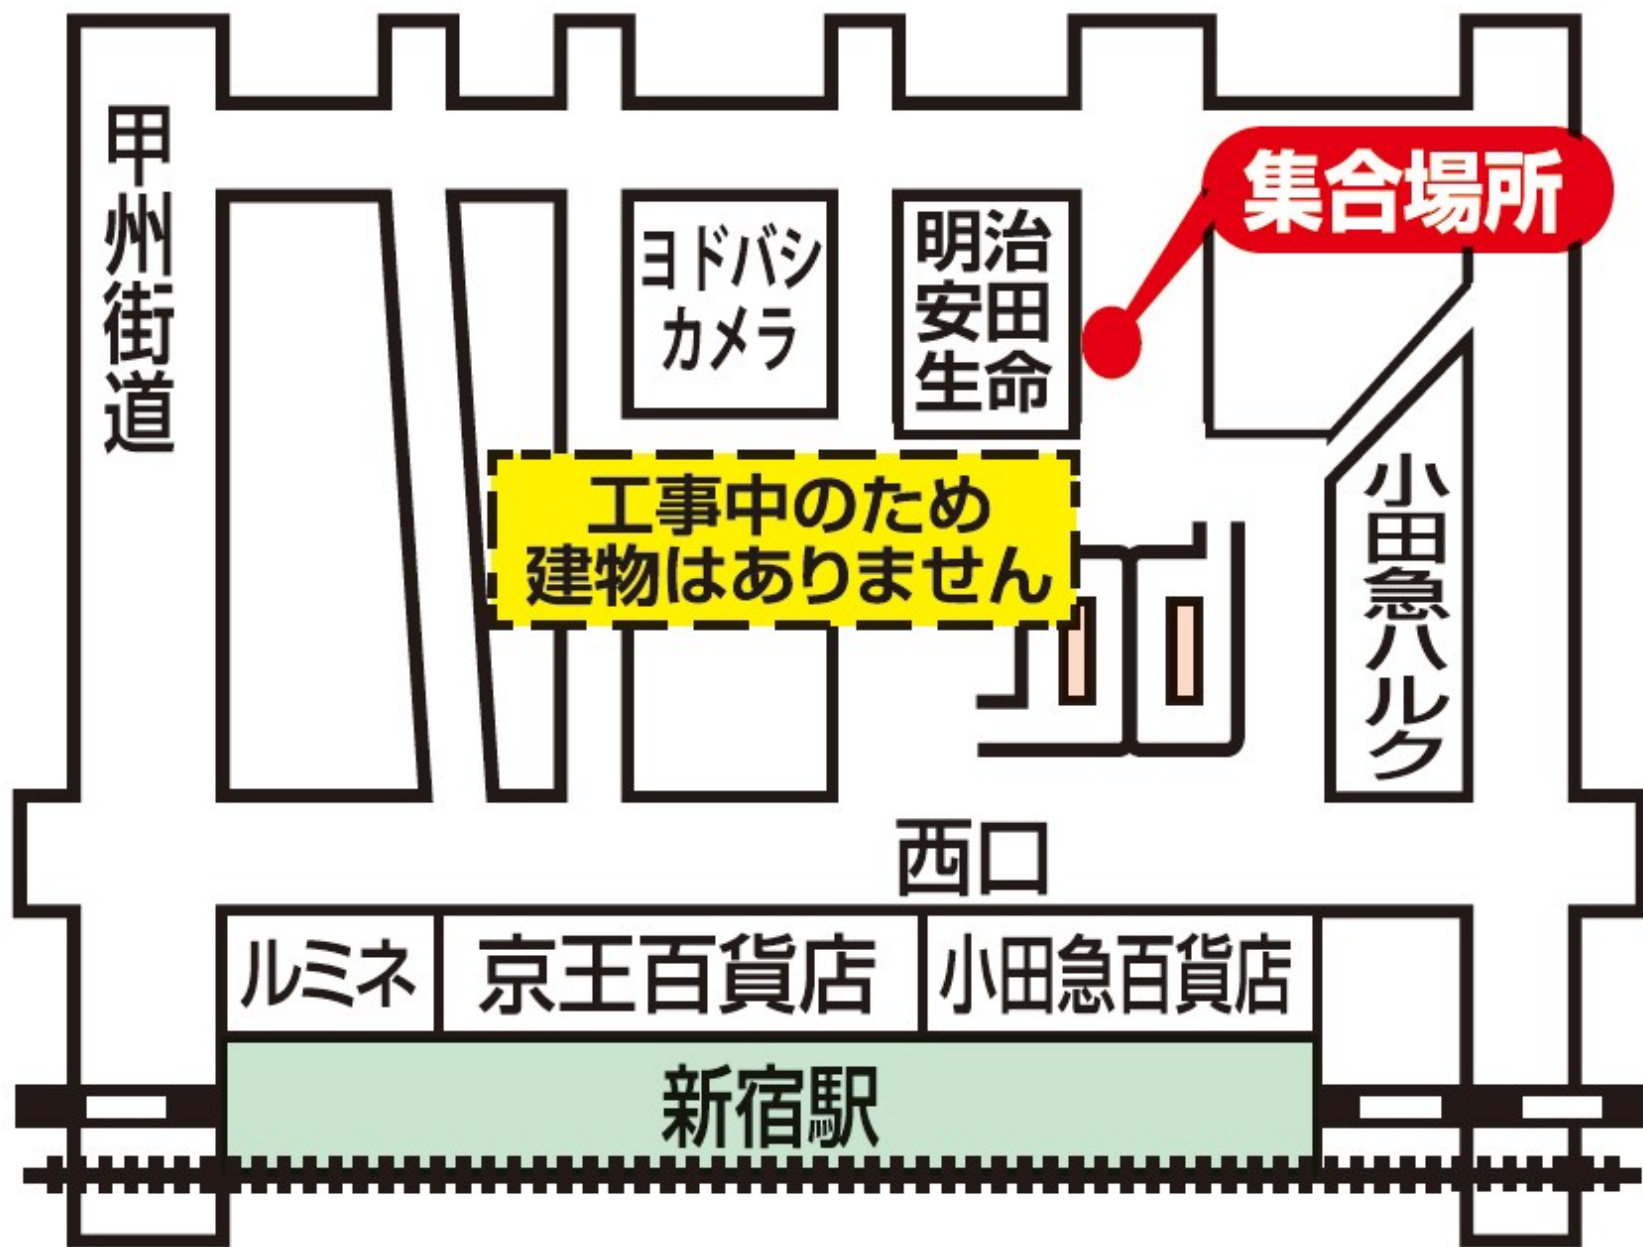 甲州街道
ヨドバシ
カメラ
明治
安田
生命
集合場所
工事中のため
建物はありません
小田急ハルク
西口
ルミネ
京王百貨店
小田急百貨店
新宿駅